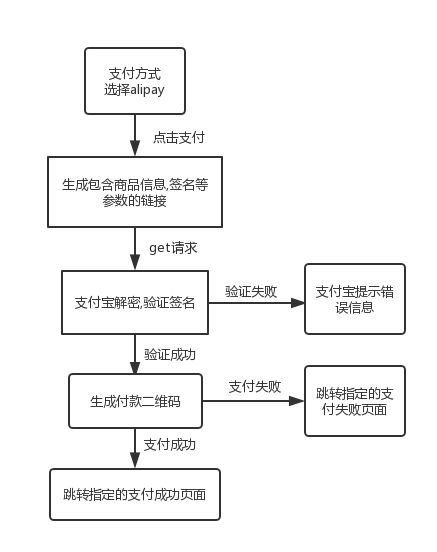 支付方式
选择alipay
点击支付
生成包含商品信息,签名等
参数的链接
get请求
支付宝解密,验证签名
验证失败
支付宝提示错
误信息
验证成功
生成付款二维码
支付失败
跳转指定的支
付失败页面
支付成功
跳转指定的支付成功页面